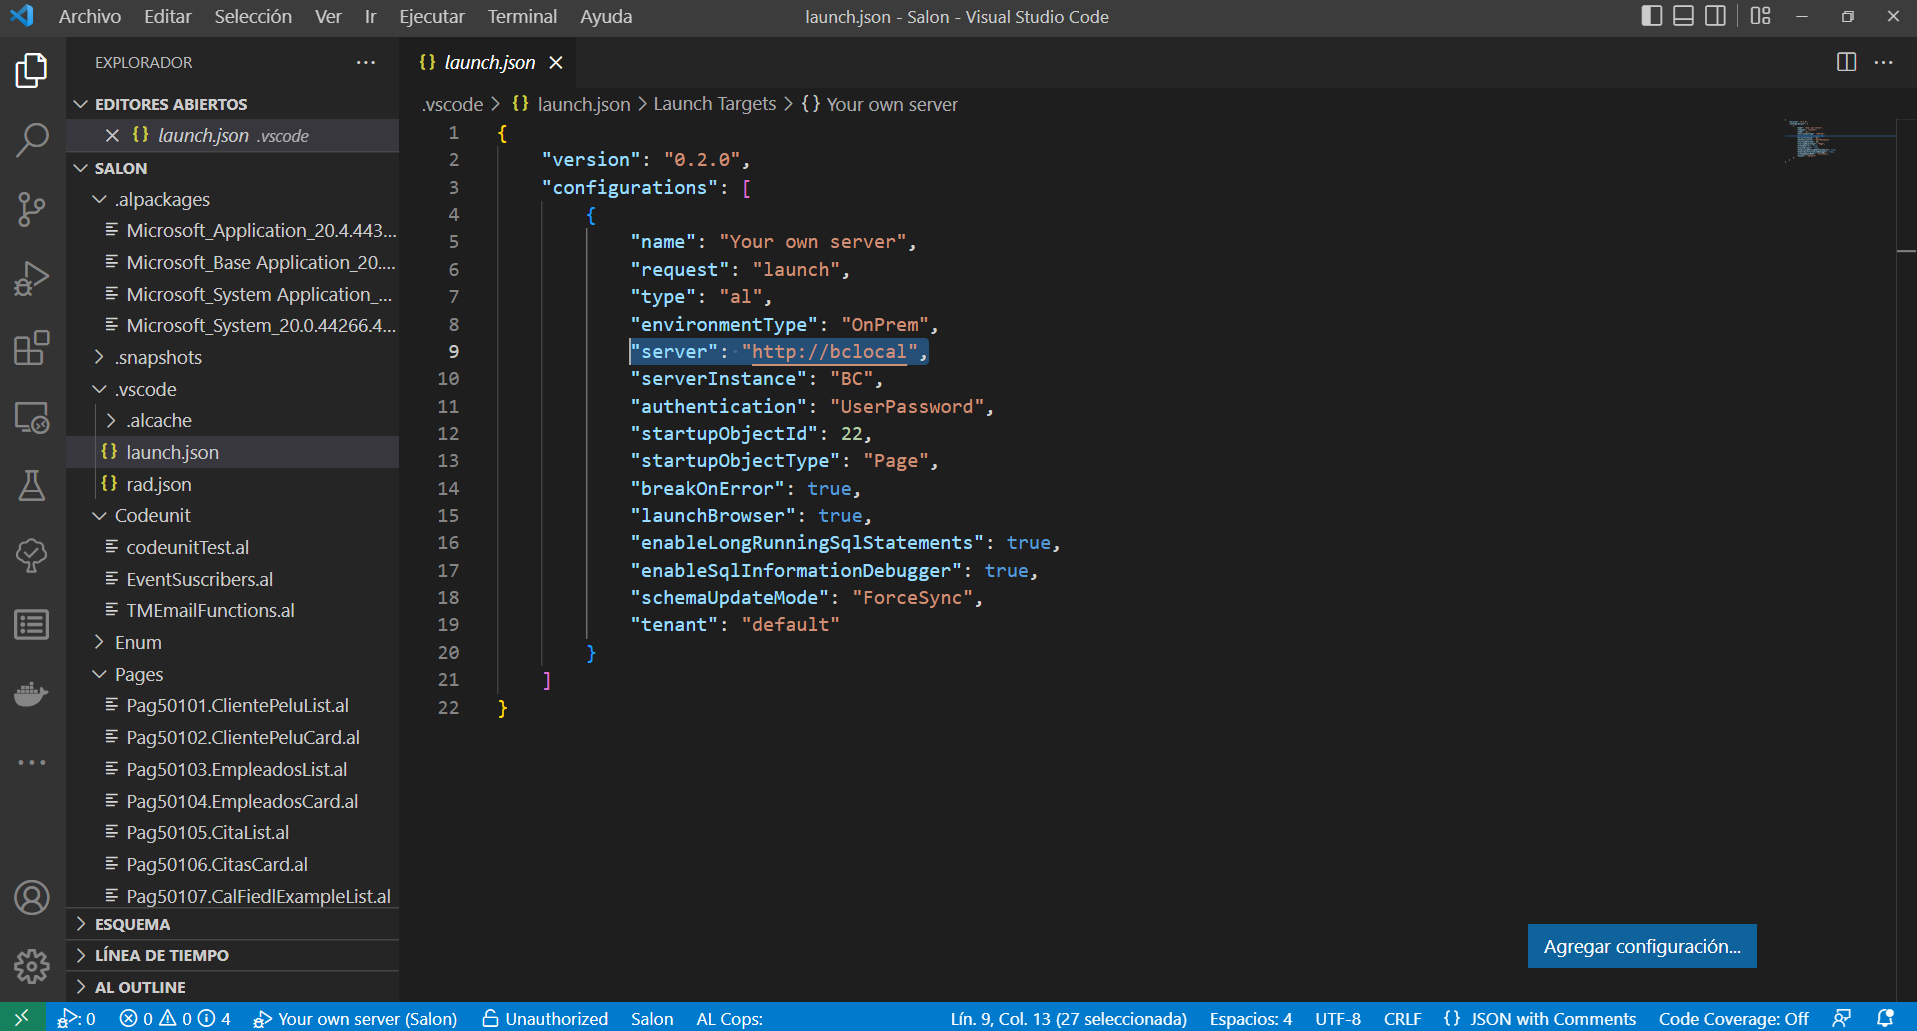 Archivo Editar Selección Ver Ir Ejecutar Terminal Ayuda
launch.json - Salon - Visual Studio Code
EXPLORADOR
EDITORES ABIERTOS
launch.json .vscode
SALON
.alpackages
Microsoft_Application_20.4.443...
Microsoft_Base Application_20....
Microsoft_System Application_...
Microsoft_System_20.0.44266.4...
.snapshots
.vscode
.alcache
launch.json
rad.json
Codeunit
codeunitTest.al
EventSuscribers.al
TMEmailFunctions.al
Enum
Pages
Pag50101.ClientePeluList.al
Pag50102.ClientePeluCard.al
Pag50103.EmpleadosList.al
Pag50104.EmpleadosCard.al
Pag50105.CitaList.al
Pag50106.CitasCard.al
Pag50107.CalFiedlExampleList.al
ESQUEMA
LÍNEA DE TIEMPO
AL OUTLINE
{} launch.json
.vscode > {} launch.json > Launch Targets > {} Your own server
1 {
2 "version": "0.2.0",
3 "configurations": [
4 {
5 "name": "Your own server",
6 "request": "launch",
7 "type": "al",
8 "environmentType": "OnPrem",
9 "server": "http://bclocal",
10 "serverInstance": "BC",
11 "authentication": "UserPassword",
12 "startupObjectId": 22,
13 "startupObjectType": "Page",
14 "breakOnError": true,
15 "launchBrowser": true,
16 "enableLongRunningSqlStatements": true,
17 "enableSqlInformationDebugger": true,
18 "schemaUpdateMode": "ForceSync",
19 "tenant": "default"
20 }
21 ]
22 }
Agregar configuración...
: 0 0 0 4 Your own server (Salon) Unauthorized Salon AL Cops: Lín. 9, Col. 13 (27 seleccionada) Espacios: 4 UTF-8 CRLF {} JSON with Comments Code Coverage: Off